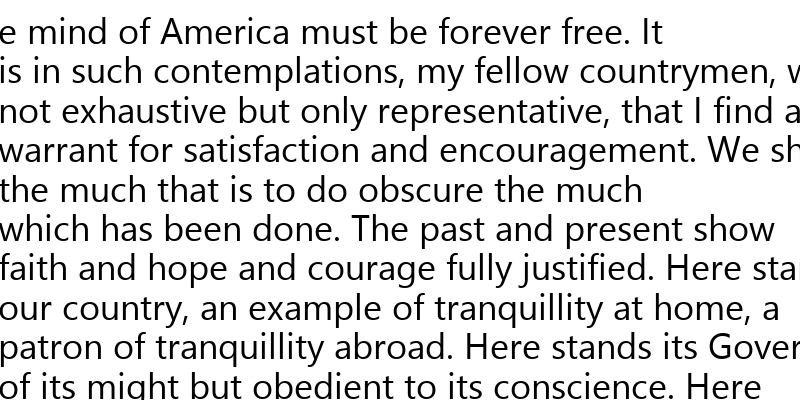 e mind of America must be forever free. It
is in such contemplations, my fellow countrymen, w
not exhaustive but only representative, that I find a
warrant for satisfaction and encouragement. We sh
the much that is to do obscure the much
which has been done. The past and present show
faith and hope and courage fully justified. Here sta
our country, an example of tranquillity at home, a
patron of tranquillity abroad. Here stands its Gover
of its might but obedient to its conscience. Here